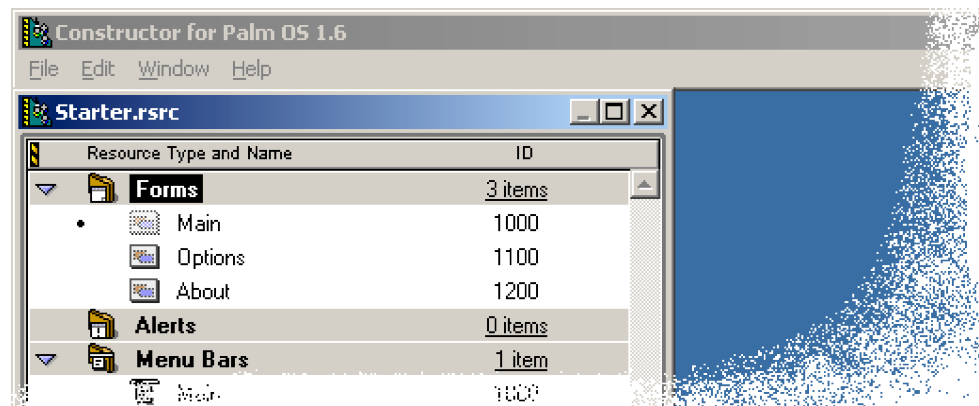 Constructor for Palm OS 1.6
File Edit Window Help
Starter.rsrc
Resource Type and Name ID
Forms 3 items
Main 1000
Options 1100
About 1200
Alerts 0 items
Menu Bars 1 item